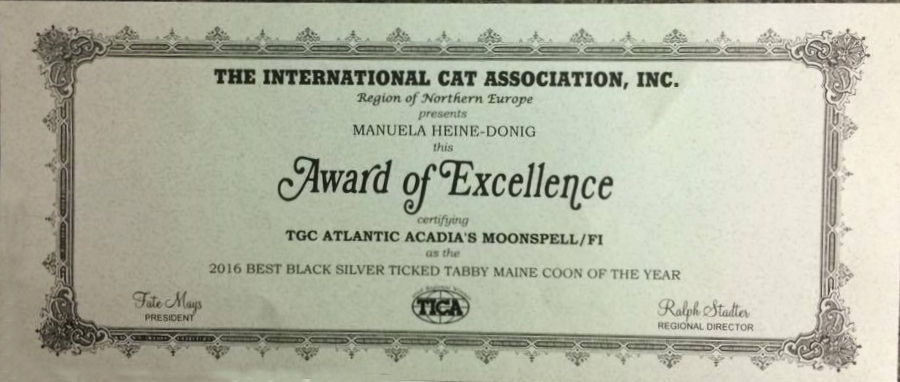 THE INTERNATIONAL CAT ASSOCIATION, INC.
Region of Northern Europe
presents
MANUELA HEINE-DONIG
this
Award of Excellence
certifying
TGC ATLANTIC ACADIA'S MOONSPELL/FI
as the
2016 BEST BLACK SILVER TICKED TABBY MAINE COON OF THE YEAR
Fate Mays
PRESIDENT
TICA
Ralph Stadter
REGIONAL DIRECTOR